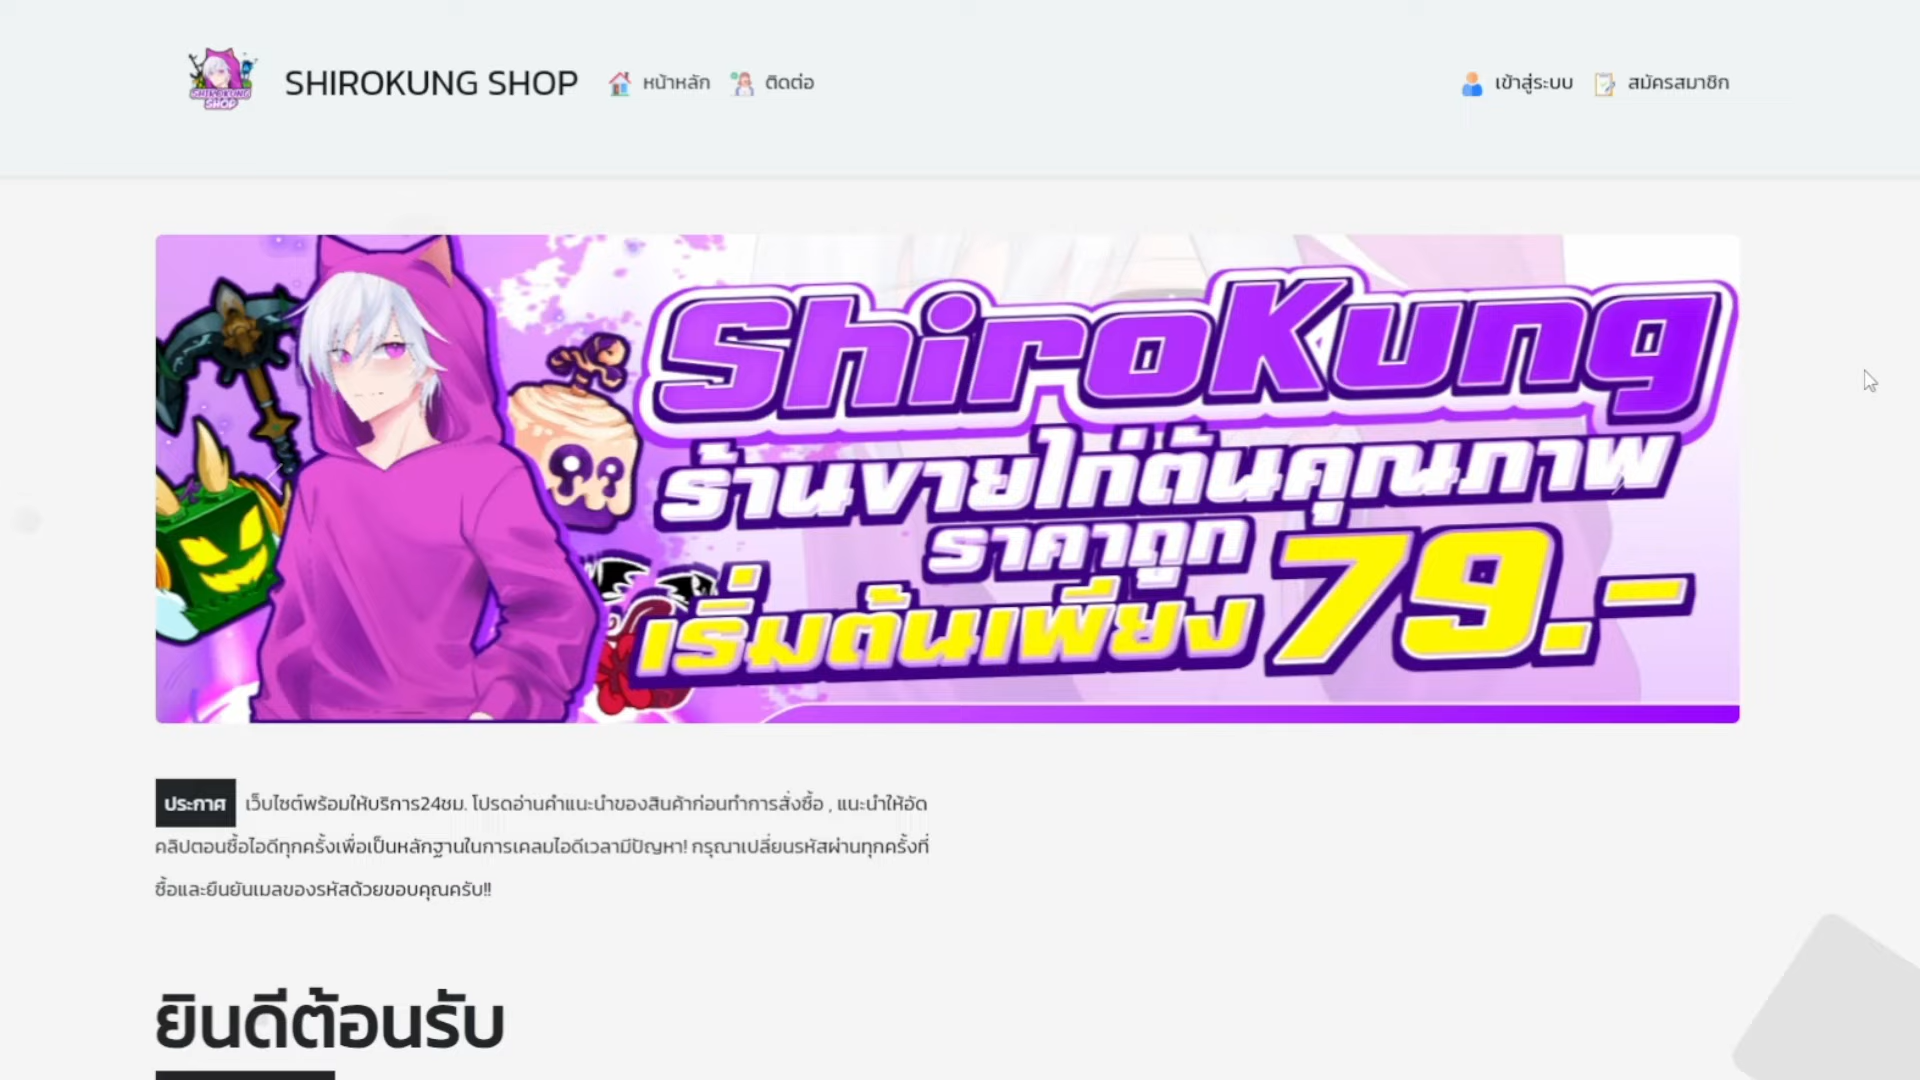 SHIROKUNG SHOP
SHIROKUNG SHOP หน้าหลัก ติดต่อ เข้าสู่ระบบ สมัครสมาชิก
ShiroKung
ร้านขายไก่ตันคุณภาพ
ราคาถูก
เริ่มต้นเพียง 79.-
ประกาศ เว็บไซต์พร้อมให้บริการ24ชม. โปรดอ่านคำแนะนำของสินค้าก่อนทำการสั่งซื้อ , แนะนำให้อัด
คลิปตอนซื้อไอดีทุกครั้งเพื่อเป็นหลักฐานในการเคลมไอดีเวลามีปัญหา! กรุณาเปลี่ยนรหัสผ่านทุกครั้งที่
ซื้อและยืนยันเมลของรหัสด้วยขอบคุณครับ!!
ยินดีต้อนรับ